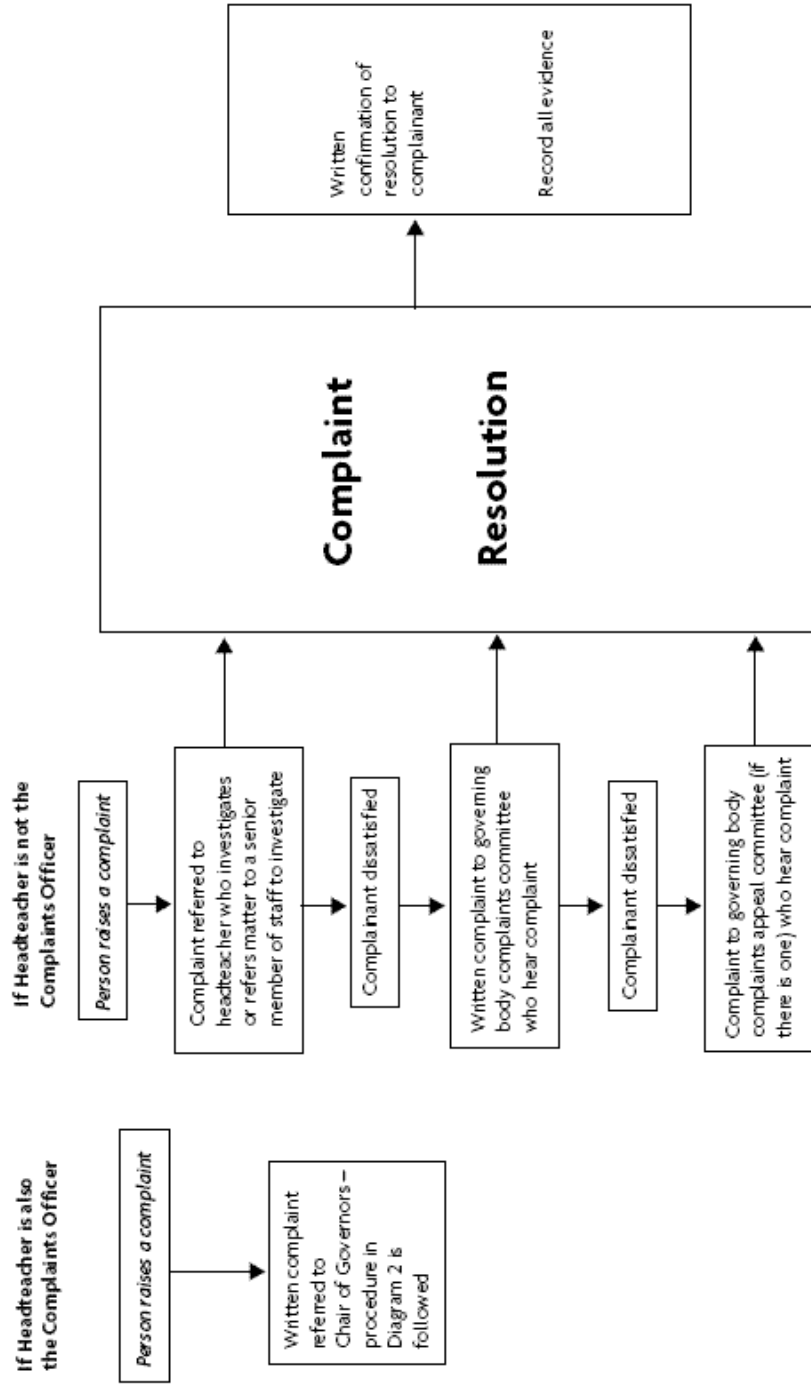 If Headteacher is also
the Complaints Officer
Person raises a complaint
Written complaint
referred to
Chair of Governors –
procedure in
Diagram 2 is
followed
If Headteacher is not the
Complaints Officer
Person raises a complaint
Complaint referred to
headteacher who investigates
or refers matter to a senior
member of staff to investigate
Complainant dissatisfied
Written complaint to governing
body complaints committee
who hear complaint
Complainant dissatisfied
Complaint to governing body
complaints appeal committee (if
there is one) who hear complaint
Complaint
Resolution
Written
confirmation of
resolution to
complainant
Record all evidence